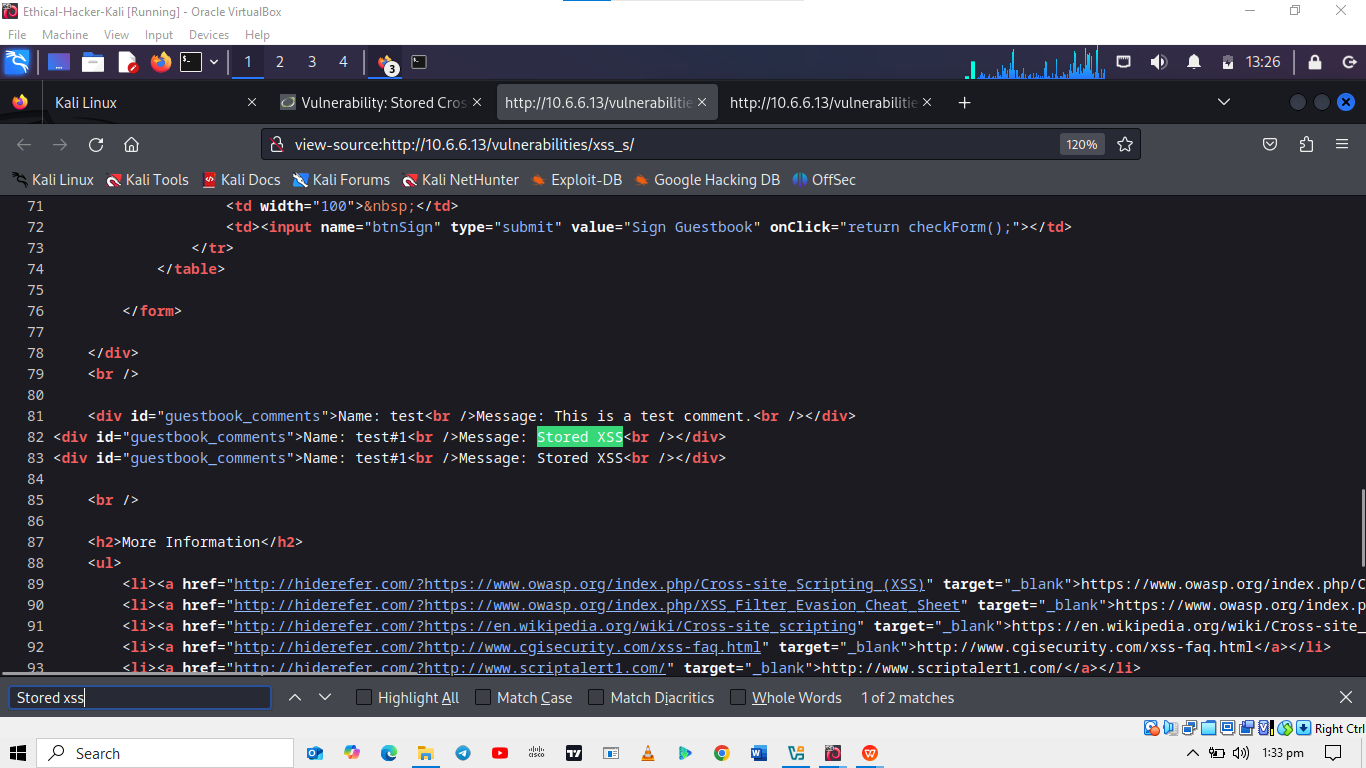 Ethical-Hacker-Kali [Running] - Oracle VirtualBox
File Machine View Input Devices Help
1 2 3 4 3 13:26
Kali Linux Vulnerability: Stored Cros http://10.6.6.13/vulnerabilitie http://10.6.6.13/vulnerabilitie
view-source:http://10.6.6.13/vulnerabilities/xss_s/ 120%
Kali Linux Kali Tools Kali Docs Kali Forums Kali NetHunter Exploit-DB Google Hacking DB OffSec
71 <td width="100">&nbsp;</td>
72 <td><input name="btnSign" type="submit" value="Sign Guestbook" onClick="return checkForm();"></td>
73 </tr>
74 </table>
75
76 </form>
77
78 </div>
79 <br />
80
81 <div id="guestbook_comments">Name: test<br />Message: This is a test comment.<br /></div>
82 <div id="guestbook_comments">Name: test#1<br />Message: Stored XSS<br /></div>
83 <div id="guestbook_comments">Name: test#1<br />Message: Stored XSS<br /></div>
84
85 <br />
86
87 <h2>More Information</h2>
88 <ul>
89 <li><a href="http://hiderefer.com/?https://www.owasp.org/index.php/Cross-site_Scripting_(XSS)" target="_blank">https://www.owasp.org/index.php/C
90 <li><a href="http://hiderefer.com/?https://www.owasp.org/index.php/XSS_Filter_Evasion_Cheat_Sheet" target="_blank">https://www.owasp.org/index.p
91 <li><a href="http://hiderefer.com/?https://en.wikipedia.org/wiki/Cross-site_scripting" target="_blank">https://en.wikipedia.org/wiki/Cross-site_
92 <li><a href="http://hiderefer.com/?http://www.cgisecurity.com/xss-faq.html" target="_blank">http://www.cgisecurity.com/xss-faq.html</a></li>
93 <li><a href="http://hiderefer.com/?http://www.scriptalert1.com/" target="_blank">http://www.scriptalert1.com/</a></li>
Stored xss Highlight All Match Case Match Diacritics Whole Words 1 of 2 matches
Right Ctrl
Search 1:33 pm